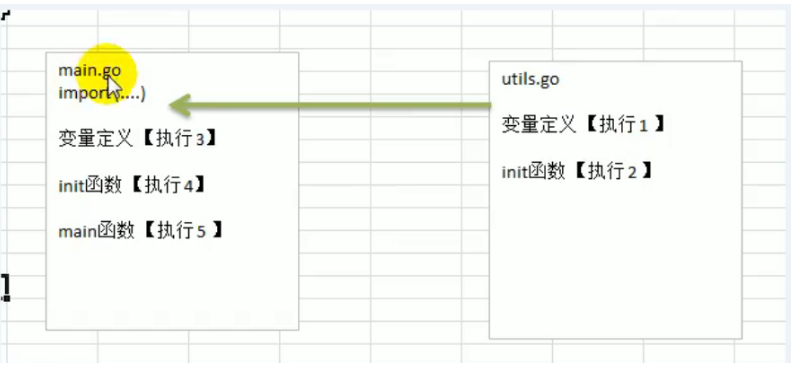 main.go
import(....)
变量定义【执行3】
init函数【执行4】
main函数【执行5 】
utils.go
变量定义【执行1 】
init函数【执行2 】